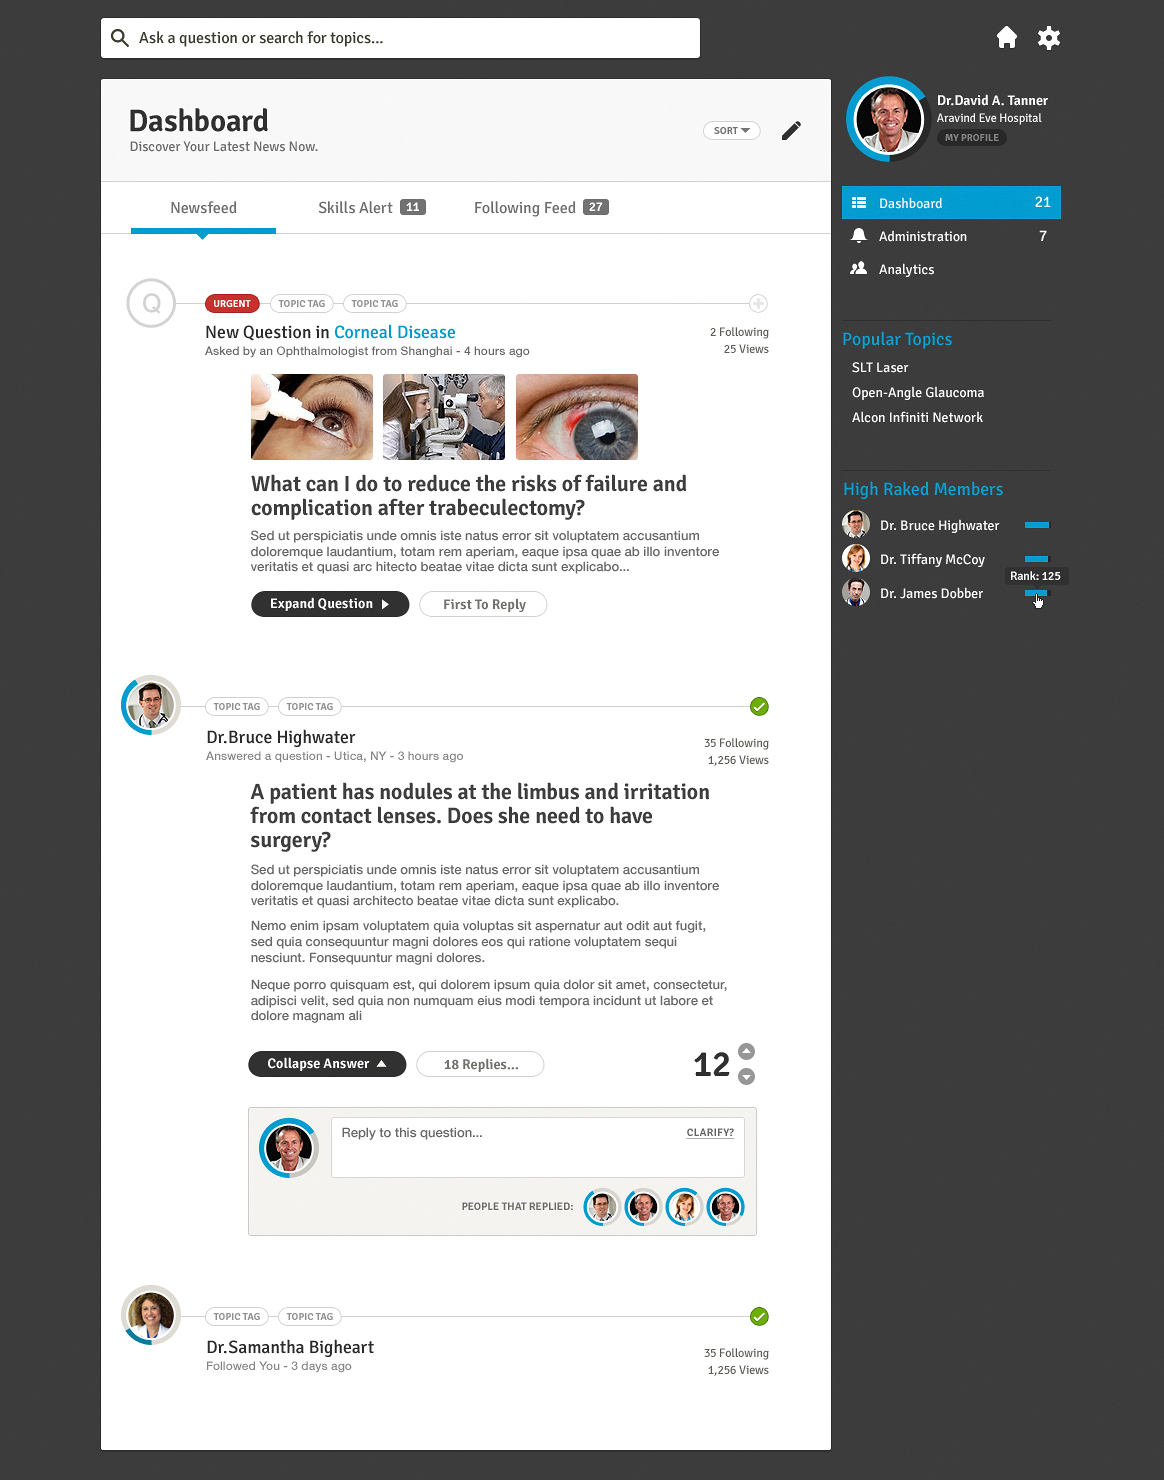 Ask a question or search for topics...
Dashboard
Discover Your Latest News Now.
SORT
Newsfeed
Skills Alert 11
Following Feed 27
Q
URGENT
TOPIC TAG
TOPIC TAG
New Question in Corneal Disease
Asked by an Ophthalmologist from Shanghai - 4 hours ago
2 Following
25 Views
What can I do to reduce the risks of failure and
complication after trabeculectomy?
Sed ut perspiciatis unde omnis iste natus error sit voluptatem accusantium
doloremque laudantium, totam rem aperiam, eaque ipsa quae ab illo inventore
veritatis et quasi arc hitecto beatae vitae dicta sunt explicabo...
Expand Question
First To Reply
TOPIC TAG
TOPIC TAG
Dr.Bruce Highwater
Answered a question - Utica, NY - 3 hours ago
35 Following
1,256 Views
A patient has nodules at the limbus and irritation
from contact lenses. Does she need to have
surgery?
Sed ut perspiciatis unde omnis iste natus error sit voluptatem accusantium
doloremque laudantium, totam rem aperiam, eaque ipsa quae ab illo inventore
veritatis et quasi architecto beatae vitae dicta sunt explicabo.
Nemo enim ipsam voluptatem quia voluptas sit aspernatur aut odit aut fugit,
sed quia consequuntur magni dolores eos qui ratione voluptatem sequi
nesciunt. Fonsequuntur magni dolores.
Neque porro quisquam est, qui dolorem ipsum quia dolor sit amet, consectetur,
adipisci velit, sed quia non numquam eius modi tempora incidunt ut labore et
dolore magnam ali
Collapse Answer
18 Replies...
12
Reply to this question...
CLARIFY?
PEOPLE THAT REPLIED:
TOPIC TAG
TOPIC TAG
Dr.Samantha Bigheart
Followed You - 3 days ago
35 Following
1,256 Views
Dr.David A. Tanner
Aravind Eve Hospital
MY PROFILE
Dashboard 21
Administration 7
Analytics
Popular Topics
SLT Laser
Open-Angle Glaucoma
Alcon Infiniti Network
High Raked Members
Dr. Bruce Highwater
Dr. Tiffany McCoy
Rank: 125
Dr. James Dobber